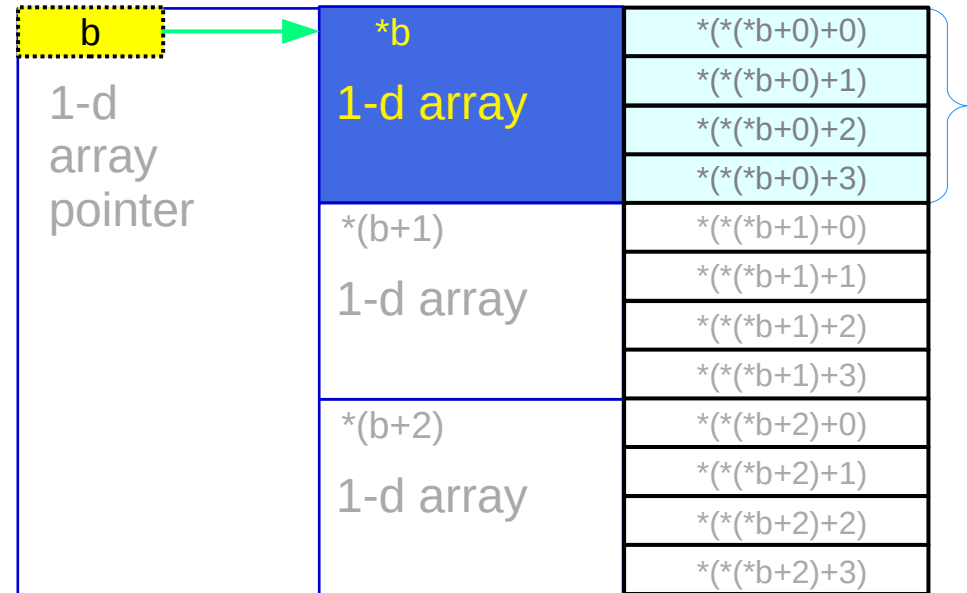 b
1-d
array
pointer
*b
1-d array
*(b+1)
1-d array
*(b+2)
1-d array
*(*(*b+0)+0)
*(*(*b+0)+1)
*(*(*b+0)+2)
*(*(*b+0)+3)
*(*(*b+1)+0)
*(*(*b+1)+1)
*(*(*b+1)+2)
*(*(*b+1)+3)
*(*(*b+2)+0)
*(*(*b+2)+1)
*(*(*b+2)+2)
*(*(*b+2)+3)